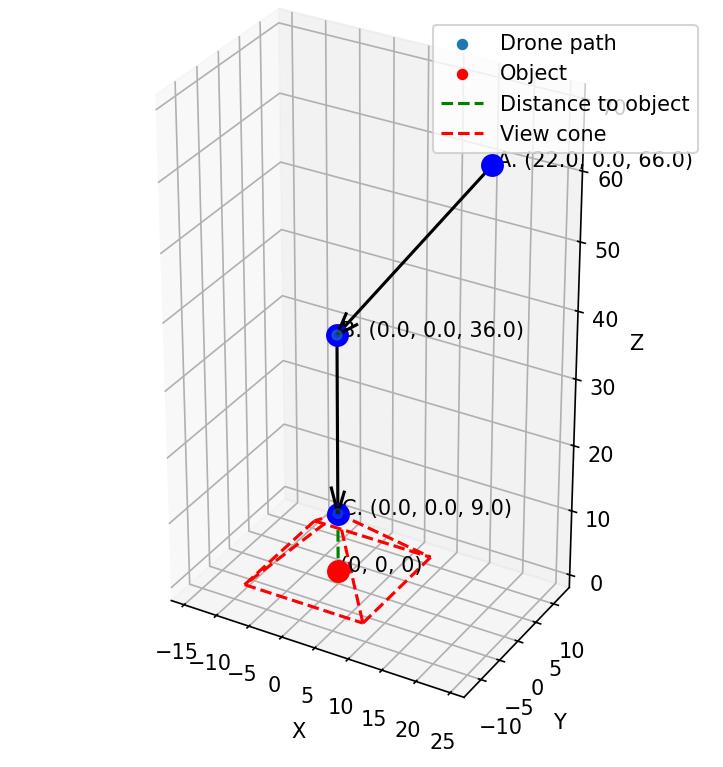 Drone path
Object
Distance to object
View cone
70
A. (22.0, 0.0, 66.0)
60
50
B. (0.0, 0.0, 36.0)
40
Z
30
20
C. (0.0, 0.0, 9.0)
10
(0, 0, 0)
0
−15
−10
−5
0
5
10
15
20
25
X
−10
−5
0
5
10
Y